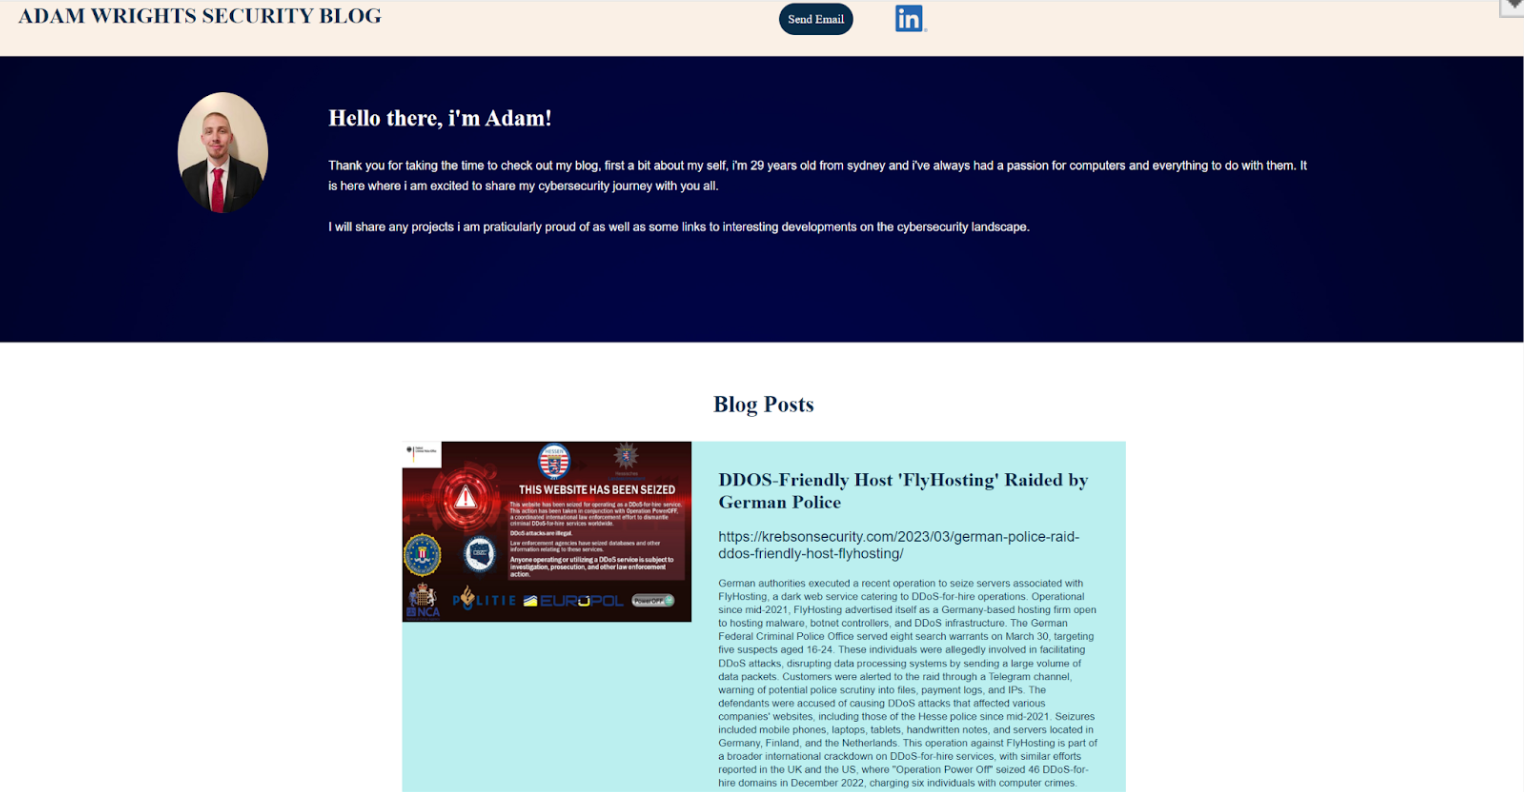 ADAM WRIGHTS SECURITY BLOG
Send Email
in
Hello there, i'm Adam!
Thank you for taking the time to check out my blog, first a bit about my self, i'm 29 years old from sydney and i've always had a passion for computers and everything to do with them. It
is here where i am excited to share my cybersecurity journey with you all.
I will share any projects i am praticularly proud of as well as some links to interesting developments on the cybersecurity landscape.
Blog Posts
THIS WEBSITE HAS BEEN SEIZED
This website has been seized for operating as a DDoS-for-hire service.
This action has been taken in conjunction with Operation PowerOFF,
a coordinated international law enforcement effort to dismantle
criminal DDoS-for-hire services worldwide.
DDoS attacks are illegal.
Law enforcement agencies have seized databases and other
information relating to these services.
Anyone operating or utilizing a DDoS service is subject to
investigation, prosecution, and other law enforcement
action.
NCA
POLITIE
EUROPOL
PowerOFF
DDOS-Friendly Host 'FlyHosting' Raided by
German Police
https://krebsonsecurity.com/2023/03/german-police-raid-
ddos-friendly-host-flyhosting/
German authorities executed a recent operation to seize servers associated with
FlyHosting, a dark web service catering to DDoS-for-hire operations. Operational
since mid-2021, FlyHosting advertised itself as a Germany-based hosting firm open
to hosting malware, botnet controllers, and DDoS infrastructure. The German
Federal Criminal Police Office served eight search warrants on March 30, targeting
five suspects aged 16-24. These individuals were allegedly involved in facilitating
DDoS attacks, disrupting data processing systems by sending a large volume of
data packets. Customers were alerted to the raid through a Telegram channel,
warning of potential police scrutiny into files, payment logs, and IPs. The
defendants were accused of causing DDoS attacks that affected various
companies' websites, including those of the Hesse police since mid-2021. Seizures
included mobile phones, laptops, tablets, handwritten notes, and servers located in
Germany, Finland, and the Netherlands. This operation against FlyHosting is part of
a broader international crackdown on DDoS-for-hire services, with similar efforts
reported in the UK and the US, where "Operation Power Off" seized 46 DDoS-for-
hire domains in December 2022, charging six individuals with computer crimes.